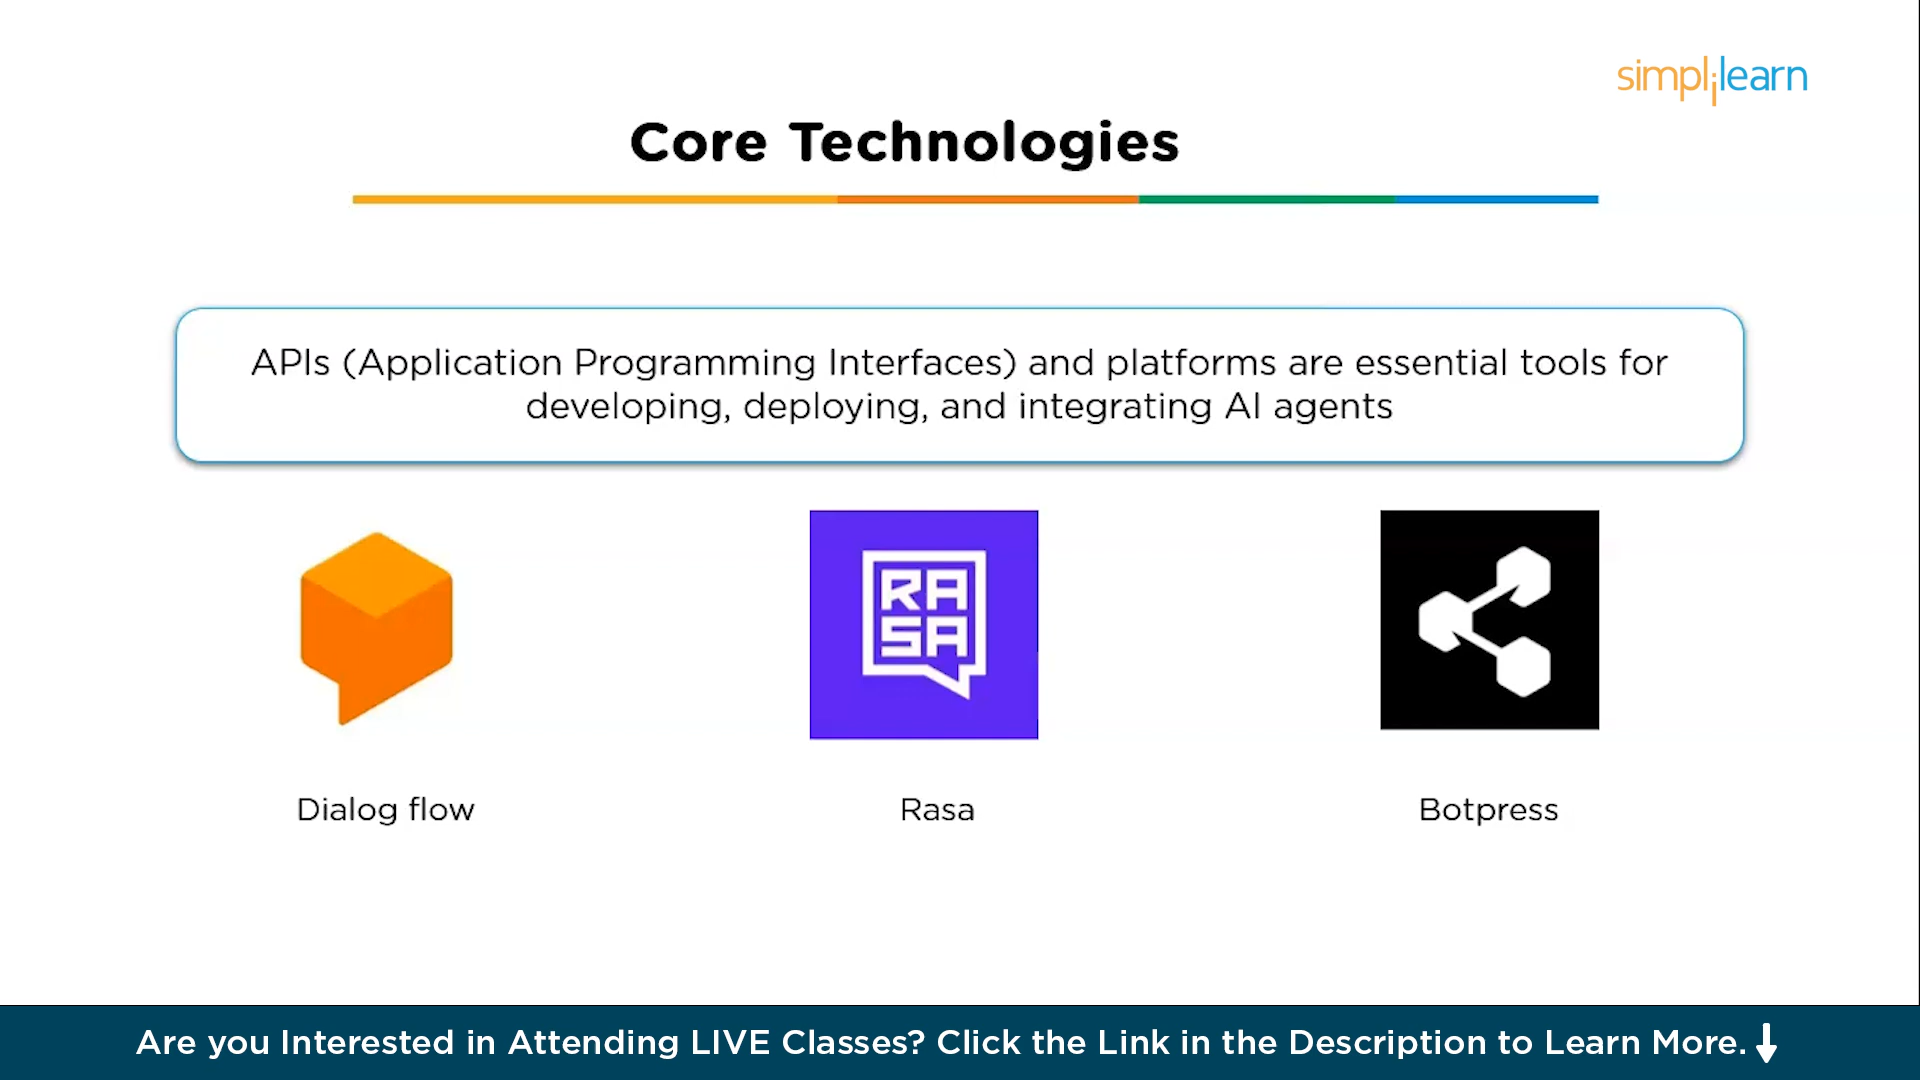 simplilearn
Core Technologies
APIs (Application Programming Interfaces) and platforms are essential tools for
developing, deploying, and integrating AI agents
RA
SA
Dialog flow
Rasa
Botpress
Are you Interested in Attending LIVE Classes? Click the Link in the Description to Learn More.